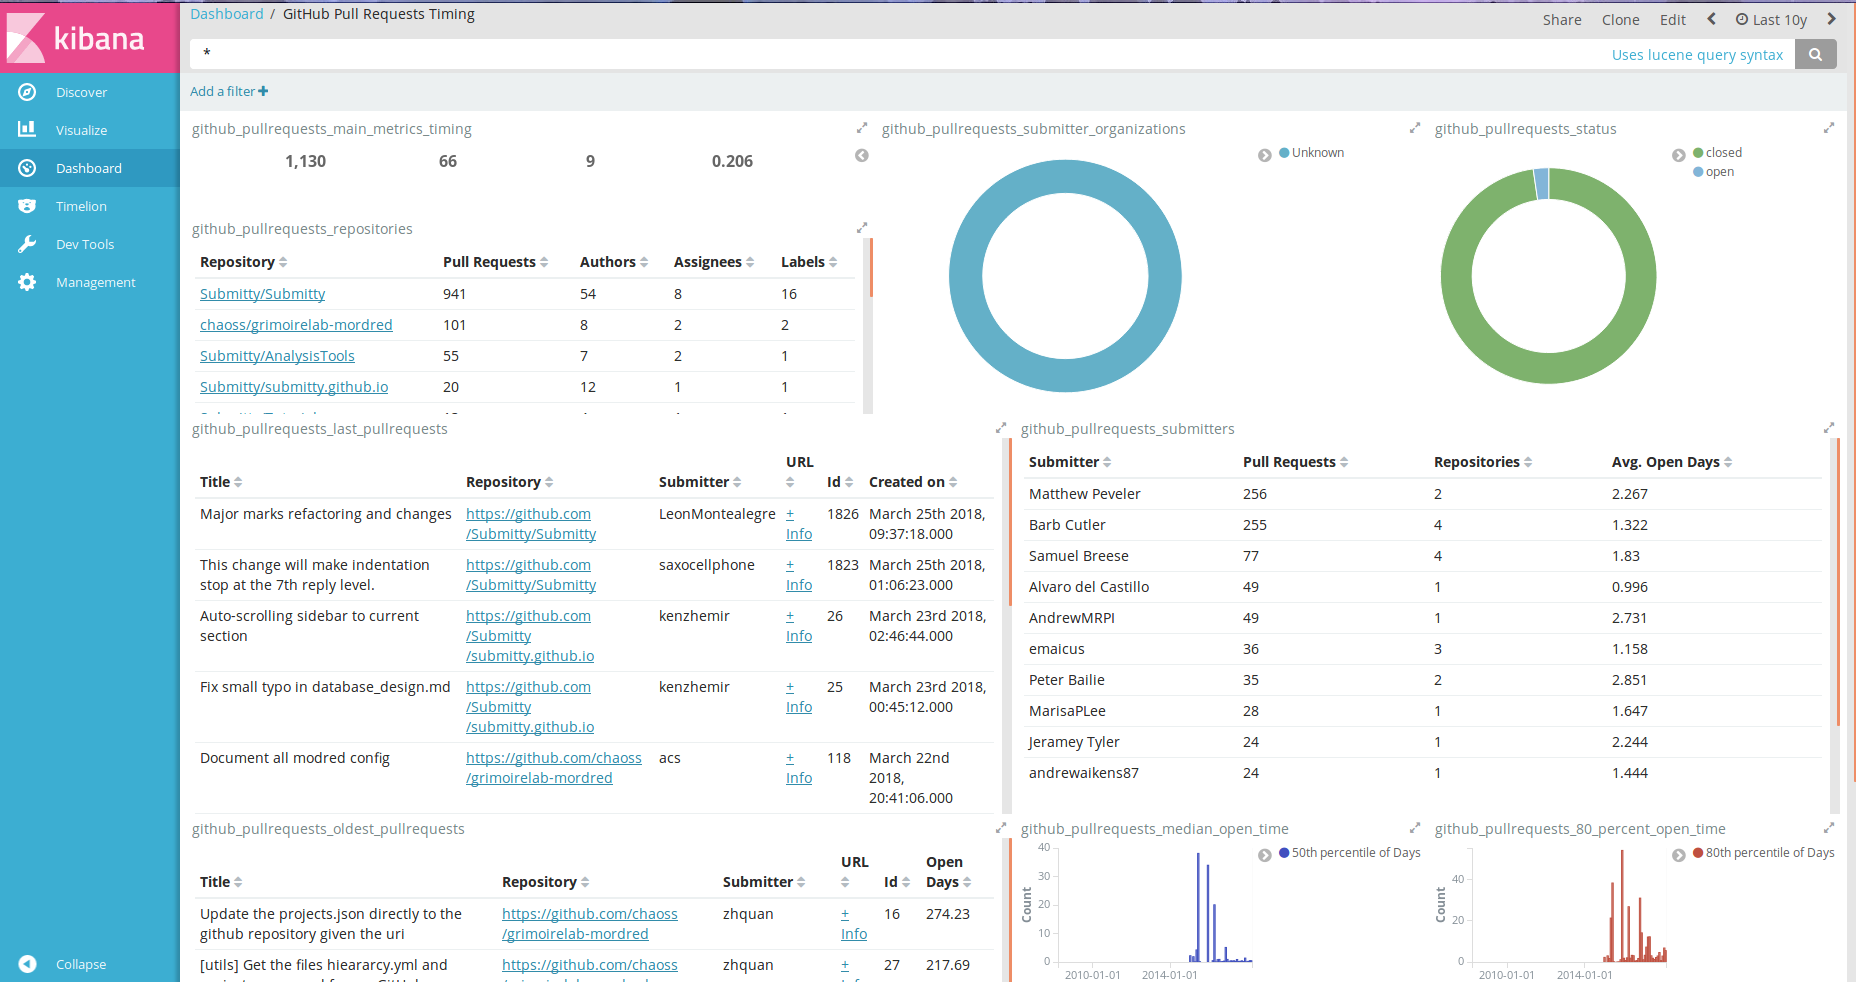 kibana
Discover
Visualize
Dashboard
Timelion
Dev Tools
Management
Collapse
Dashboard / GitHub Pull Requests Timing
Share Clone Edit Last 10y
* Uses lucene query syntax
Add a filter +
github_pullrequests_main_metrics_timing
1,130 66 9 0.206
github_pullrequests_submitter_organizations
Unknown
github_pullrequests_status
closed
open
github_pullrequests_repositories
Repository Pull Requests Authors Assignees Labels
Submitty/Submitty 941 54 8 16
chaoss/grimoirelab-mordred 101 8 2 2
Submitty/AnalysisTools 55 7 2 1
Submitty/submitty.github.io 20 12 1 1
github_pullrequests_last_pullrequests
URL
Title Repository Submitter Id Created on
Major marks refactoring and changes https://github.com LeonMontealegre + 1826 March 25th 2018,
/Submitty/Submitty Info 09:37:18.000
This change will make indentation https://github.com saxocellphone + 1823 March 25th 2018,
stop at the 7th reply level. /Submitty/Submitty Info 01:06:23.000
Auto-scrolling sidebar to current https://github.com kenzhemir + 26 March 23rd 2018,
section /Submitty Info 02:46:44.000
/submitty.github.io
Fix small typo in database_design.md https://github.com kenzhemir + 25 March 23rd 2018,
/Submitty Info 00:45:12.000
/submitty.github.io
Document all modred config https://github.com/chaoss acs + 118 March 22nd
/grimoirelab-mordred Info 2018,
20:41:06.000
github_pullrequests_submitters
Submitter Pull Requests Repositories Avg. Open Days
Matthew Peveler 256 2 2.267
Barb Cutler 255 4 1.322
Samuel Breese 77 4 1.83
Alvaro del Castillo 49 1 0.996
AndrewMRPI 49 1 2.731
emaicus 36 3 1.158
Peter Bailie 35 2 2.851
MarisaPLee 28 1 1.647
Jeramey Tyler 24 1 2.244
andrewaikens87 24 1 1.444
github_pullrequests_oldest_pullrequests
URL Open
Title Repository Submitter Id Days
Update the projects.json directly to the https://github.com/chaoss zhquan + 16 274.23
github repository given the uri /grimoirelab-mordred Info
[utils] Get the files hieararcy.yml and https://github.com/chaoss zhquan + 27 217.69
github_pullrequests_median_open_time
50th percentile of Days
Count
40
30
20
10
0
2010-01-01 2014-01-01
github_pullrequests_80_percent_open_time
80th percentile of Days
Count
40
20
0
2010-01-01 2014-01-01